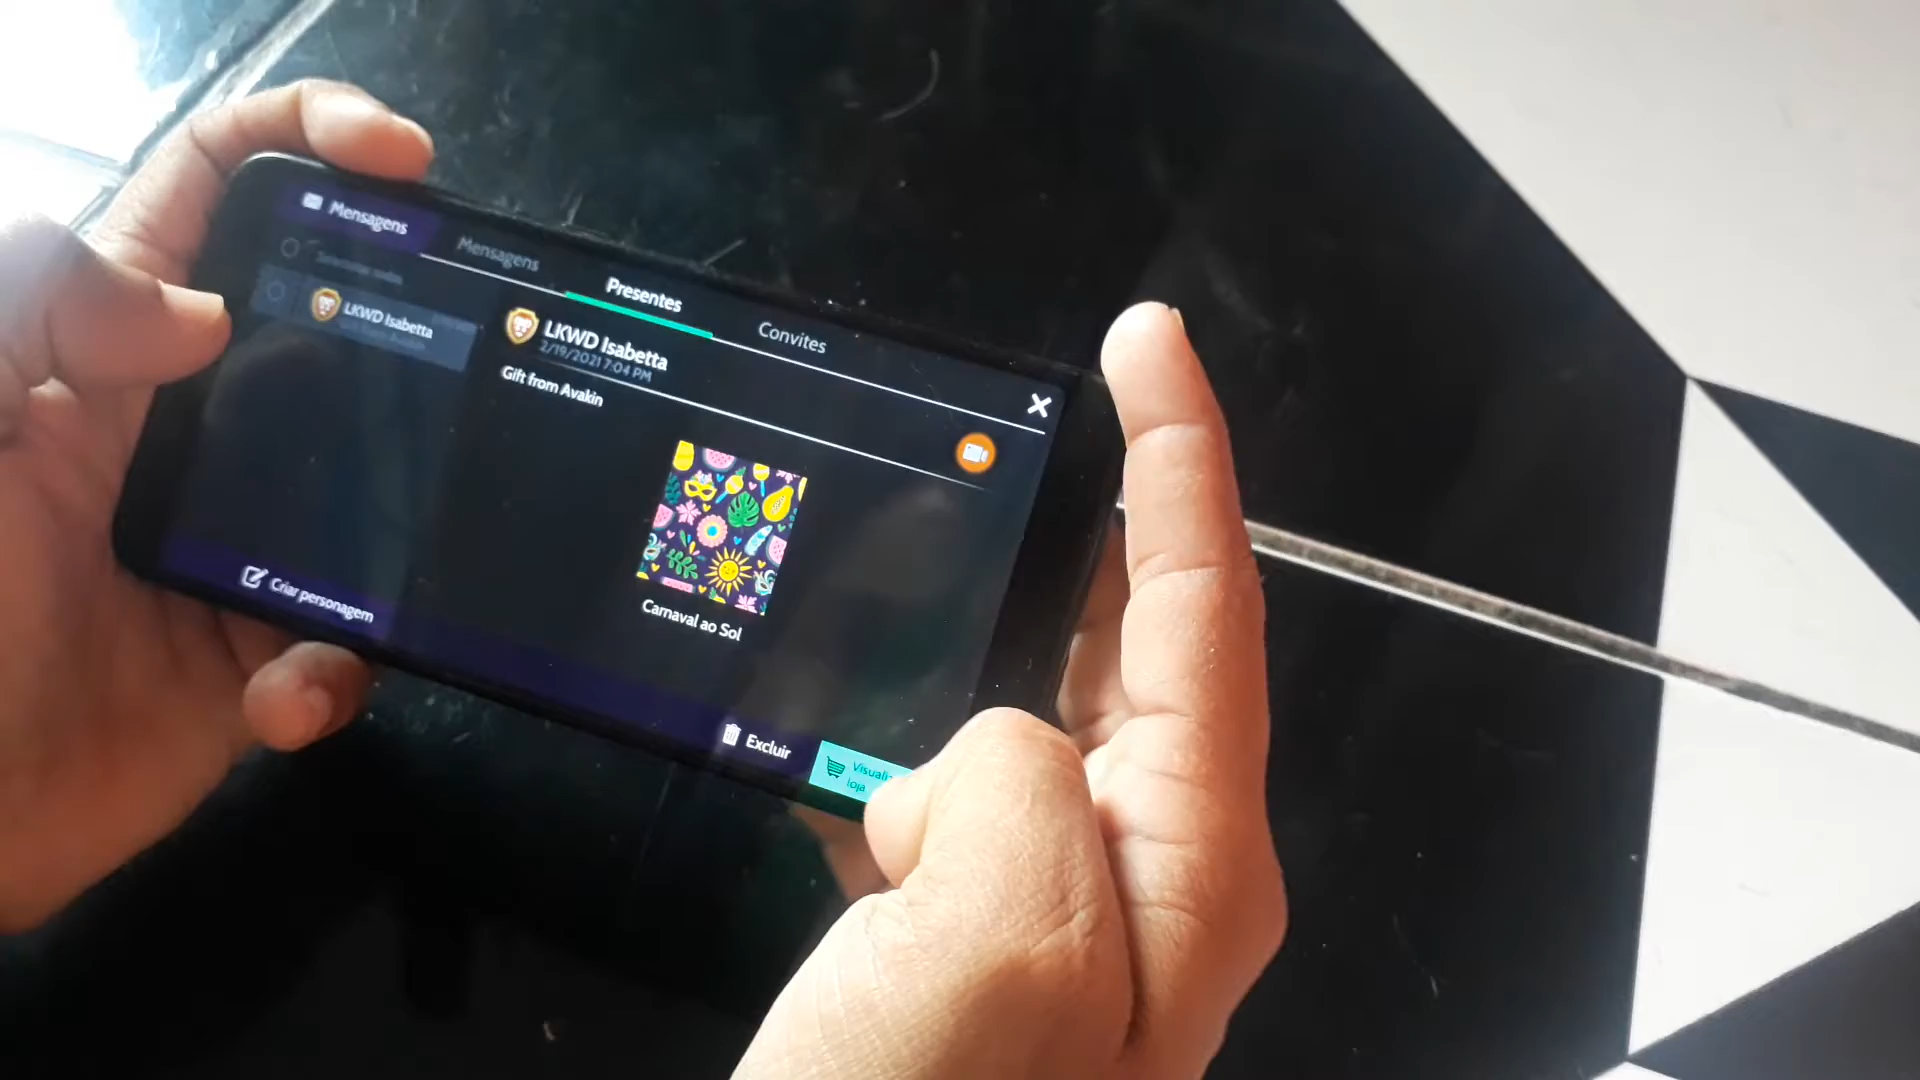 Mensagens
Mensagens
Presentes
Convites
LKWD Isabetta
LKWD Isabetta
2/19/2021 7:04 PM
Gift from Avakin
Carnaval ao Sol
Criar personagem
Excluir
loja